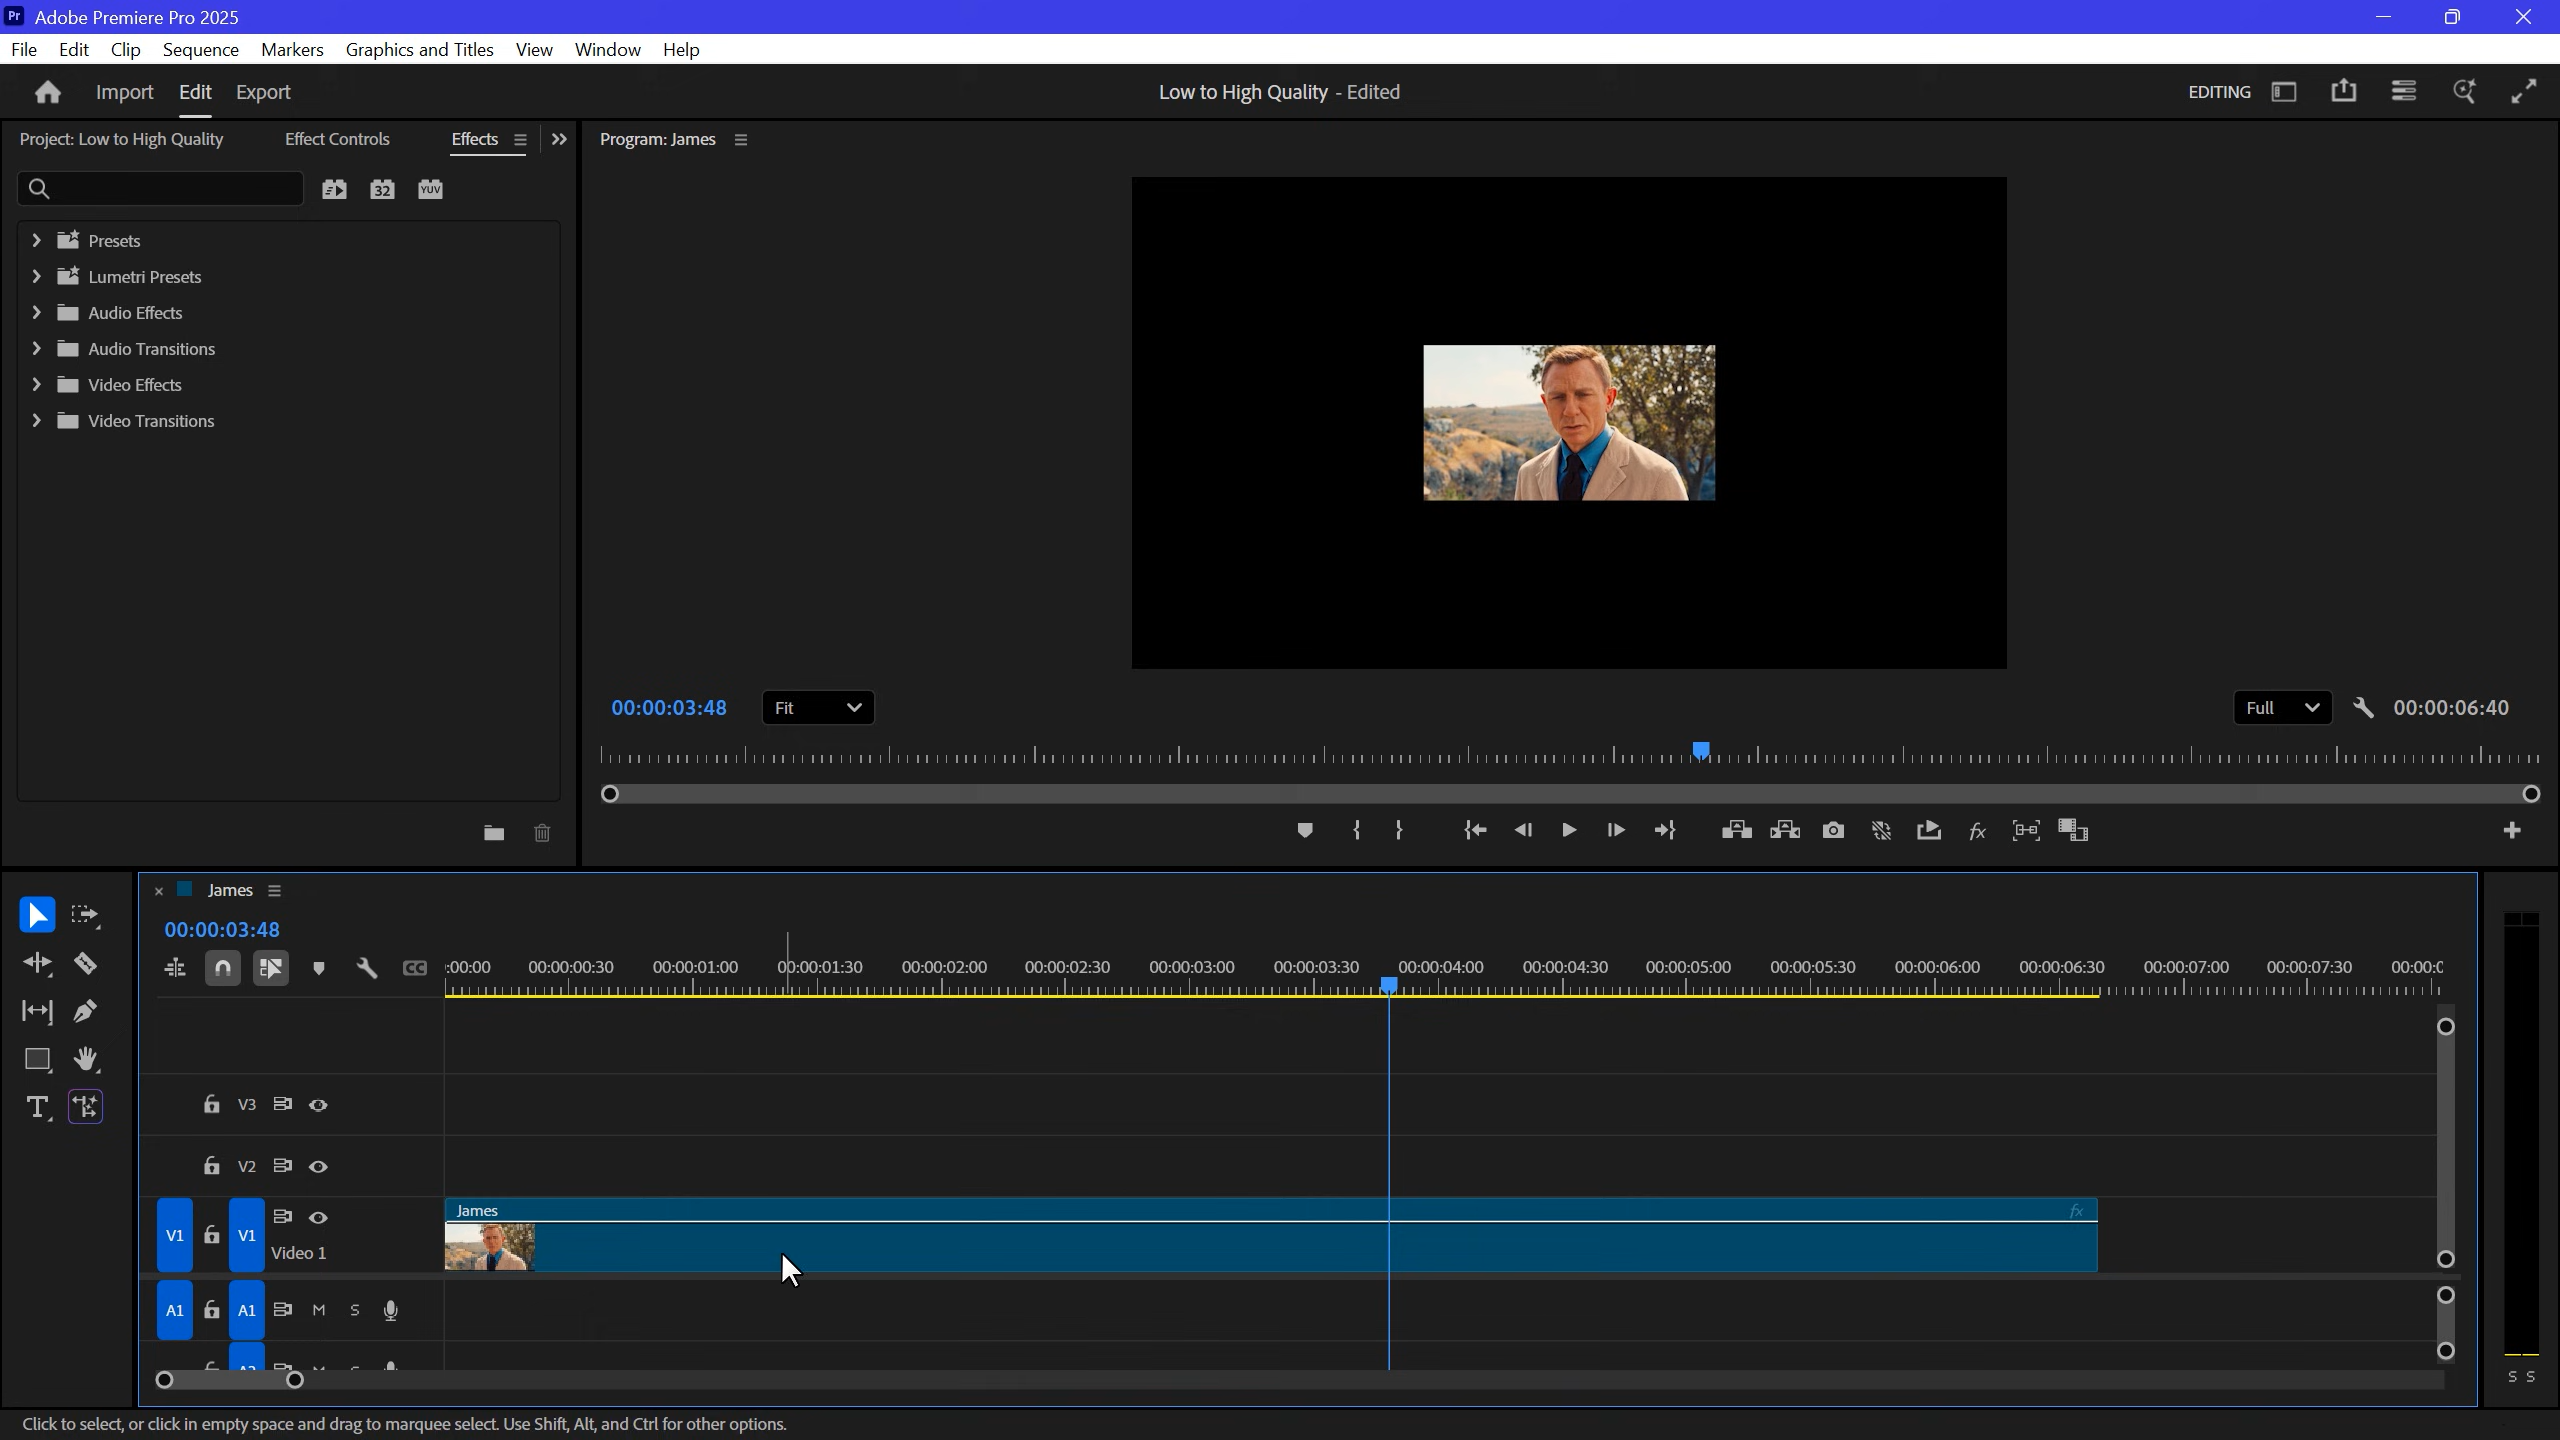 Pr Adobe Premiere Pro 2025
File Edit Clip Sequence Markers Graphics and Titles View Window Help
Import Edit Export Low to High Quality - Edited EDITING
Project: Low to High Quality Effect Controls Effects
Program: James
32 YUV
Presets
Lumetri Presets
Audio Effects
Audio Transitions
Video Effects
Video Transitions
00:00:03:48 Fit Full 00:00:06:40
fx
× James
00:00:03:48
CC :00:00 00:00:00:30 00:00:01:00 00:00:01:30 00:00:02:00 00:00:02:30 00:00:03:00 00:00:03:30 00:00:04:00 00:00:04:30 00:00:05:00 00:00:05:30 00:00:06:00 00:00:06:30 00:00:07:00 00:00:07:30 00:00:0
V3
V2
James fx
V1 V1 Video 1
A1 A1 M S
S S
T
Click to select, or click in empty space and drag to marquee select. Use Shift, Alt, and Ctrl for other options.